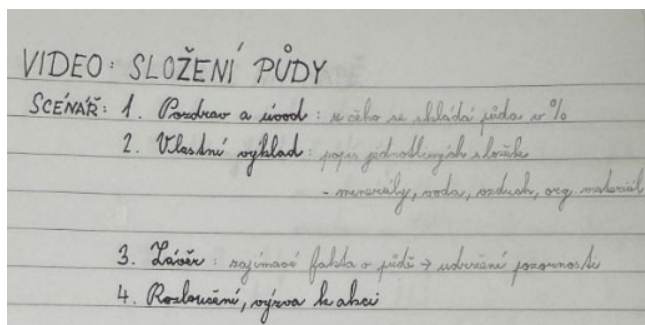 VIDEO: SLOŽENÍ PŮDY
SCÉNÁŘ: 1. Pozdrav a úvod: z čeho se skládá půda v %
2. Vlastní výklad: popis jednotlivých složek
- minerály, voda, vzduch, org. materiál
3. Závěr: zajímavé fakta o půdě → udržení pozornosti
4. Rozloučení, výzva k akci